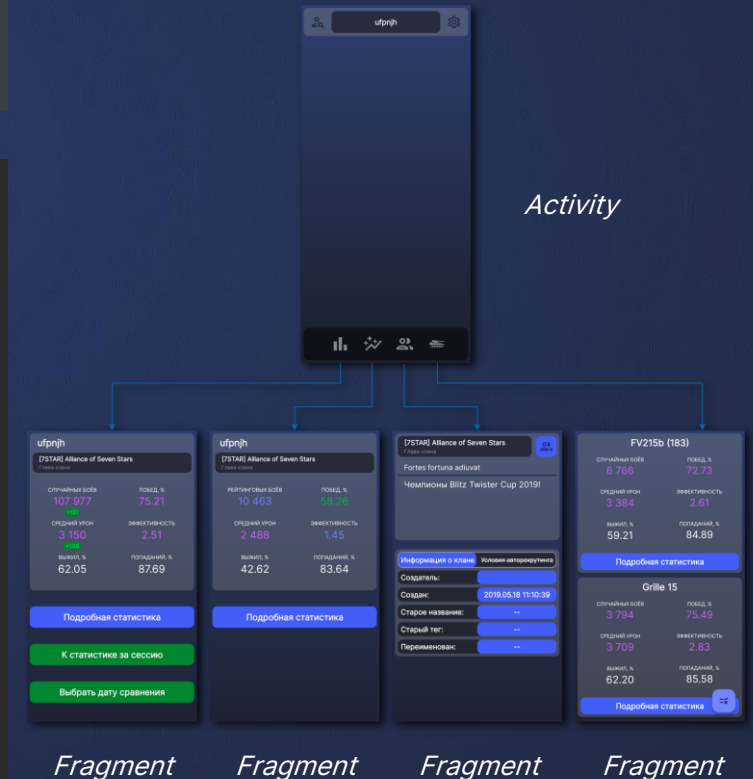 ufpnjh
Activity
ufpnjh
[7STAR] Alliance of Seven Stars
Глава клана
СЛУЧАЙНЫХ БОЁВ ПОБЕД, %
107 977 75.21
СРЕДНИЙ УРОН ЭФФЕКТИВНОСТЬ
3 150 2.51
ВЫЖИЛ, % ПОПАДАНИЙ, %
62.05 87.69
Подробная статистика
К статистике за сессию
Выбрать дату сравнения
Fragment
ufpnjh
[7STAR] Alliance of Seven Stars
Глава клана
РЕЙТИНГОВЫХ БОЁВ ПОБЕД, %
10 463 58.28
СРЕДНИЙ УРОН ЭФФЕКТИВНОСТЬ
2 488 1.45
ВЫЖИЛ, % ПОПАДАНИЙ, %
42.62 83.64
Подробная статистика
Fragment
[7STAR] Alliance of Seven Stars
Глава клана
Fortes fortuna adiuvat
Чемпионы Blitz Twister Cup 2019!
Информация о клане Условия авторекрутинга
Создатель:
Создан: 2019.05.18 11:10:39
Старое название: --
Старый тег: --
Переименован: --
Fragment
FV215b (183)
СЛУЧАЙНЫХ БОЁВ ПОБЕД, %
6 766 72.73
СРЕДНИЙ УРОН ЭФФЕКТИВНОСТЬ
3 384 2.61
ВЫЖИЛ, % ПОПАДАНИЙ, %
59.21 84.89
Подробная статистика
Grille 15
СЛУЧАЙНЫХ БОЁВ ПОБЕД, %
3 794 75.49
СРЕДНИЙ УРОН ЭФФЕКТИВНОСТЬ
3 709 2.83
ВЫЖИЛ, % ПОПАДАНИЙ, %
62.20 85.58
Подробная статистика
Fragment